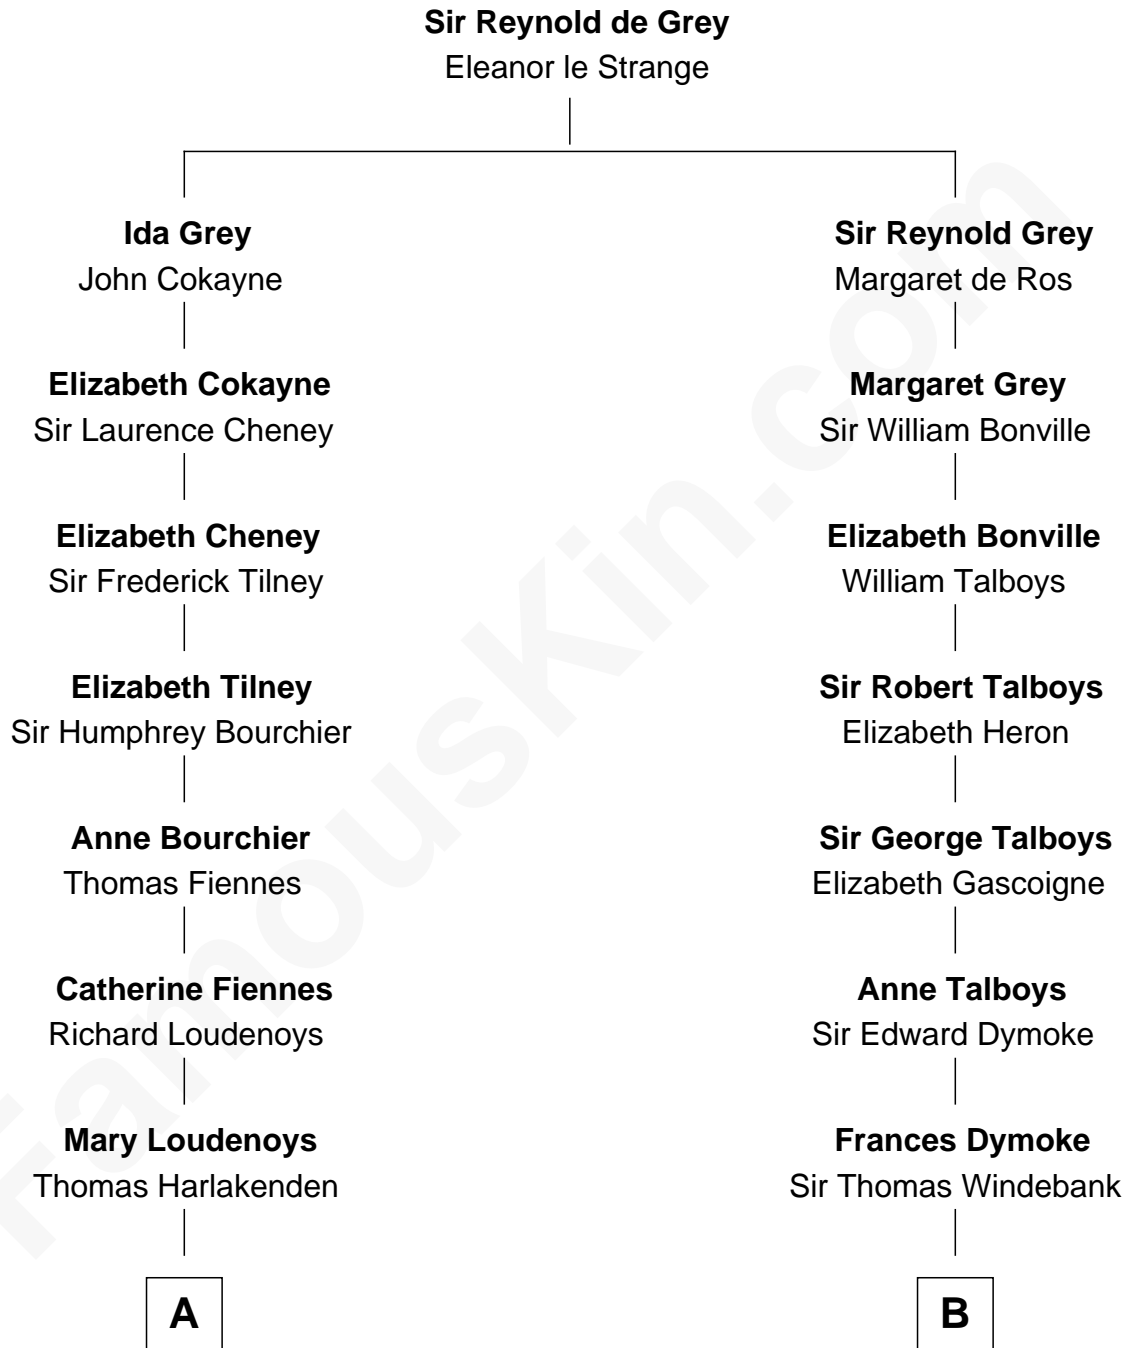 Sir Reynold de Grey
Eleanor le Strange
Ida Grey
John Cokayne
Sir Reynold Grey
Margaret de Ros
Elizabeth Cokayne
Sir Laurence Cheney
Margaret Grey
Sir William Bonville
Elizabeth Cheney
Sir Frederick Tilney
Elizabeth Bonville
William Talboys
Elizabeth Tilney
Sir Humphrey Bourchier
Sir Robert Talboys
Elizabeth Heron
Anne Bourchier
Thomas Fiennes
Sir George Talboys
Elizabeth Gascoigne
Catherine Fiennes
Richard Loudenoys
Anne Talboys
Sir Edward Dymoke
Mary Loudenoys
Thomas Harlakenden
Frances Dymoke
Sir Thomas Windebank
A
B
FamousKin.com